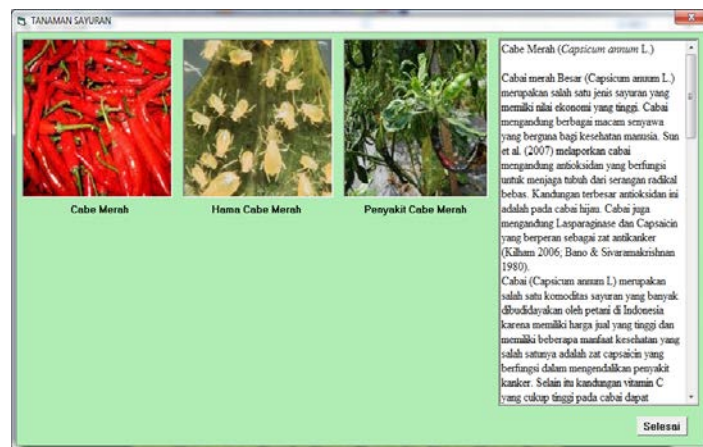 TANAMAN SAYURAN
Cabe Merah
Hama Cabe Merah
Penyakit Cabe Merah
Cabe Merah (Capsicum annum L.)
Cabai merah Besar (Capsicum annum L.)
merupakan salah satu jenis sayuran yang
memilki nilai ekonomi yang tinggi. Cabai
mengandung berbagai macam senyawa
yang berguna bagi kesehatan manusia. Sun
et al. (2007) melaporkan cabai
mengandung antioksidan yang berfungsi
untuk menjaga tubuh dari serangan radikal
bebas. Kandungan terbesar antioksidan ini
adalah pada cabai hijau. Cabai juga
mengandung Lasparaginase dan Capsaicin
yang berperan sebagai zat antikanker
(Kilham 2006; Bano & Sivaramakrishnan
1980).
Cabai (Capsicum annum L) merupakan
salah satu komoditas sayuran yang banyak
dibudidayakan oleh petani di Indonesia
karena memiliki harga jual yang tinggi dan
memiliki beberapa manfaat kesehatan yang
salah satunya adalah zat capsaicin yang
berfungsi dalam mengendalikan penyakit
kanker. Selain itu kandungan vitamin C
yang cukup tinggi pada cabai dapat
Selesai